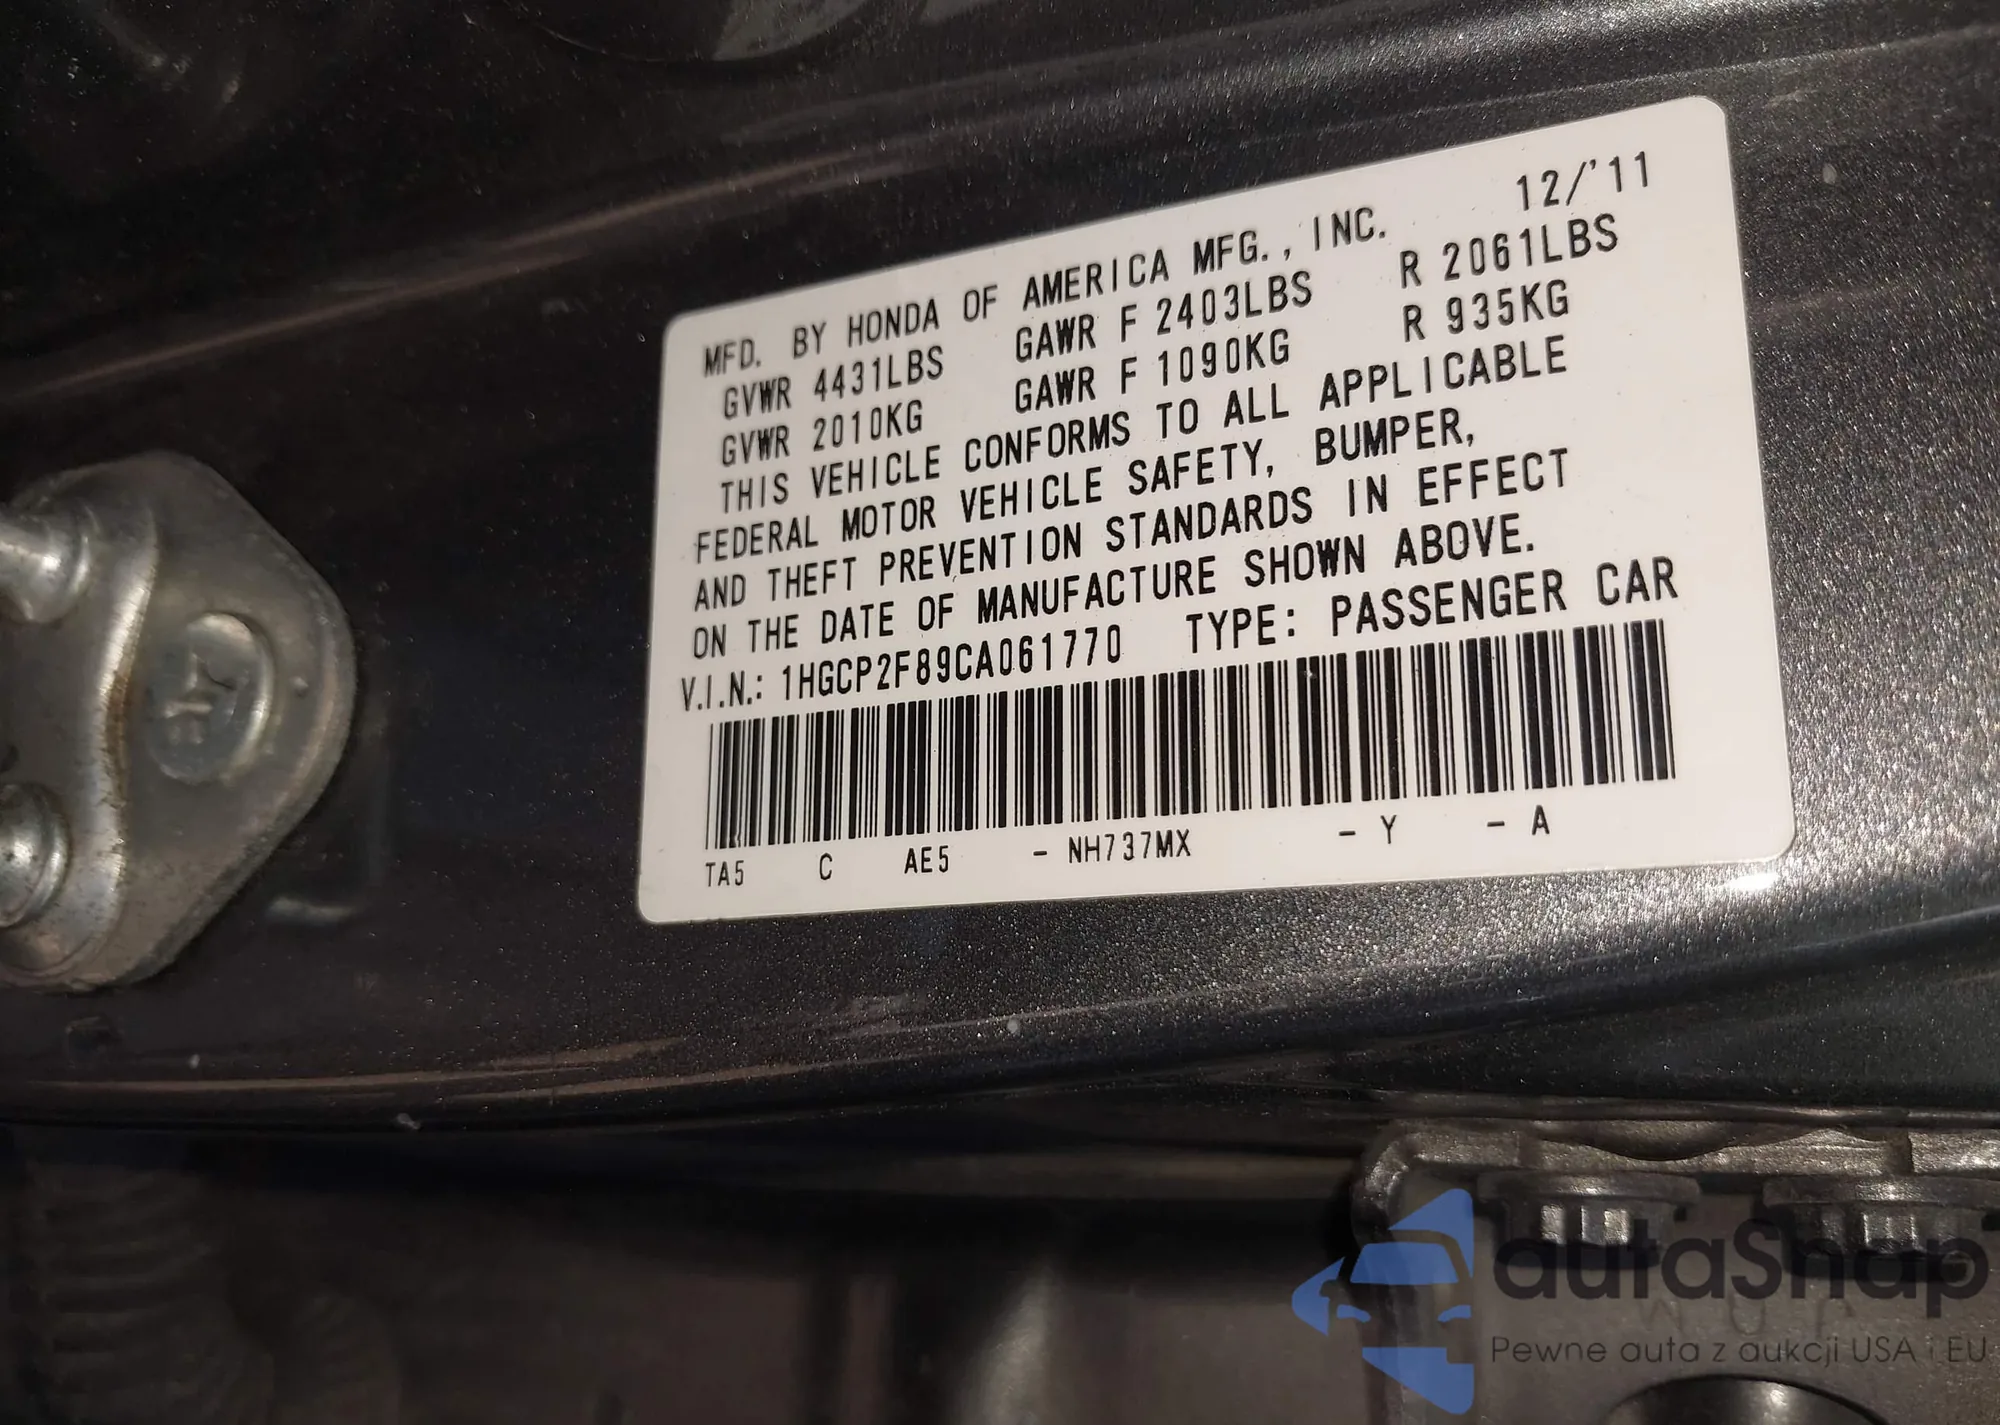 12/'11
MFD. BY HONDA OF AMERICA MFG., INC.
GVWR 4431LBS GAWR F 2403LBS R 2061LBS
GVWR 2010KG GAWR F 1090KG R 935KG
THIS VEHICLE CONFORMS TO ALL APPLICABLE
FEDERAL MOTOR VEHICLE SAFETY, BUMPER,
AND THEFT PREVENTION STANDARDS IN EFFECT
ON THE DATE OF MANUFACTURE SHOWN ABOVE.
V.I.N.: 1HGCP2F89CA061770 TYPE: PASSENGER CAR
TA5 C AE5 - NH737MX - Y - A
autaSnap
Pewne auta z aukcji USA i EU